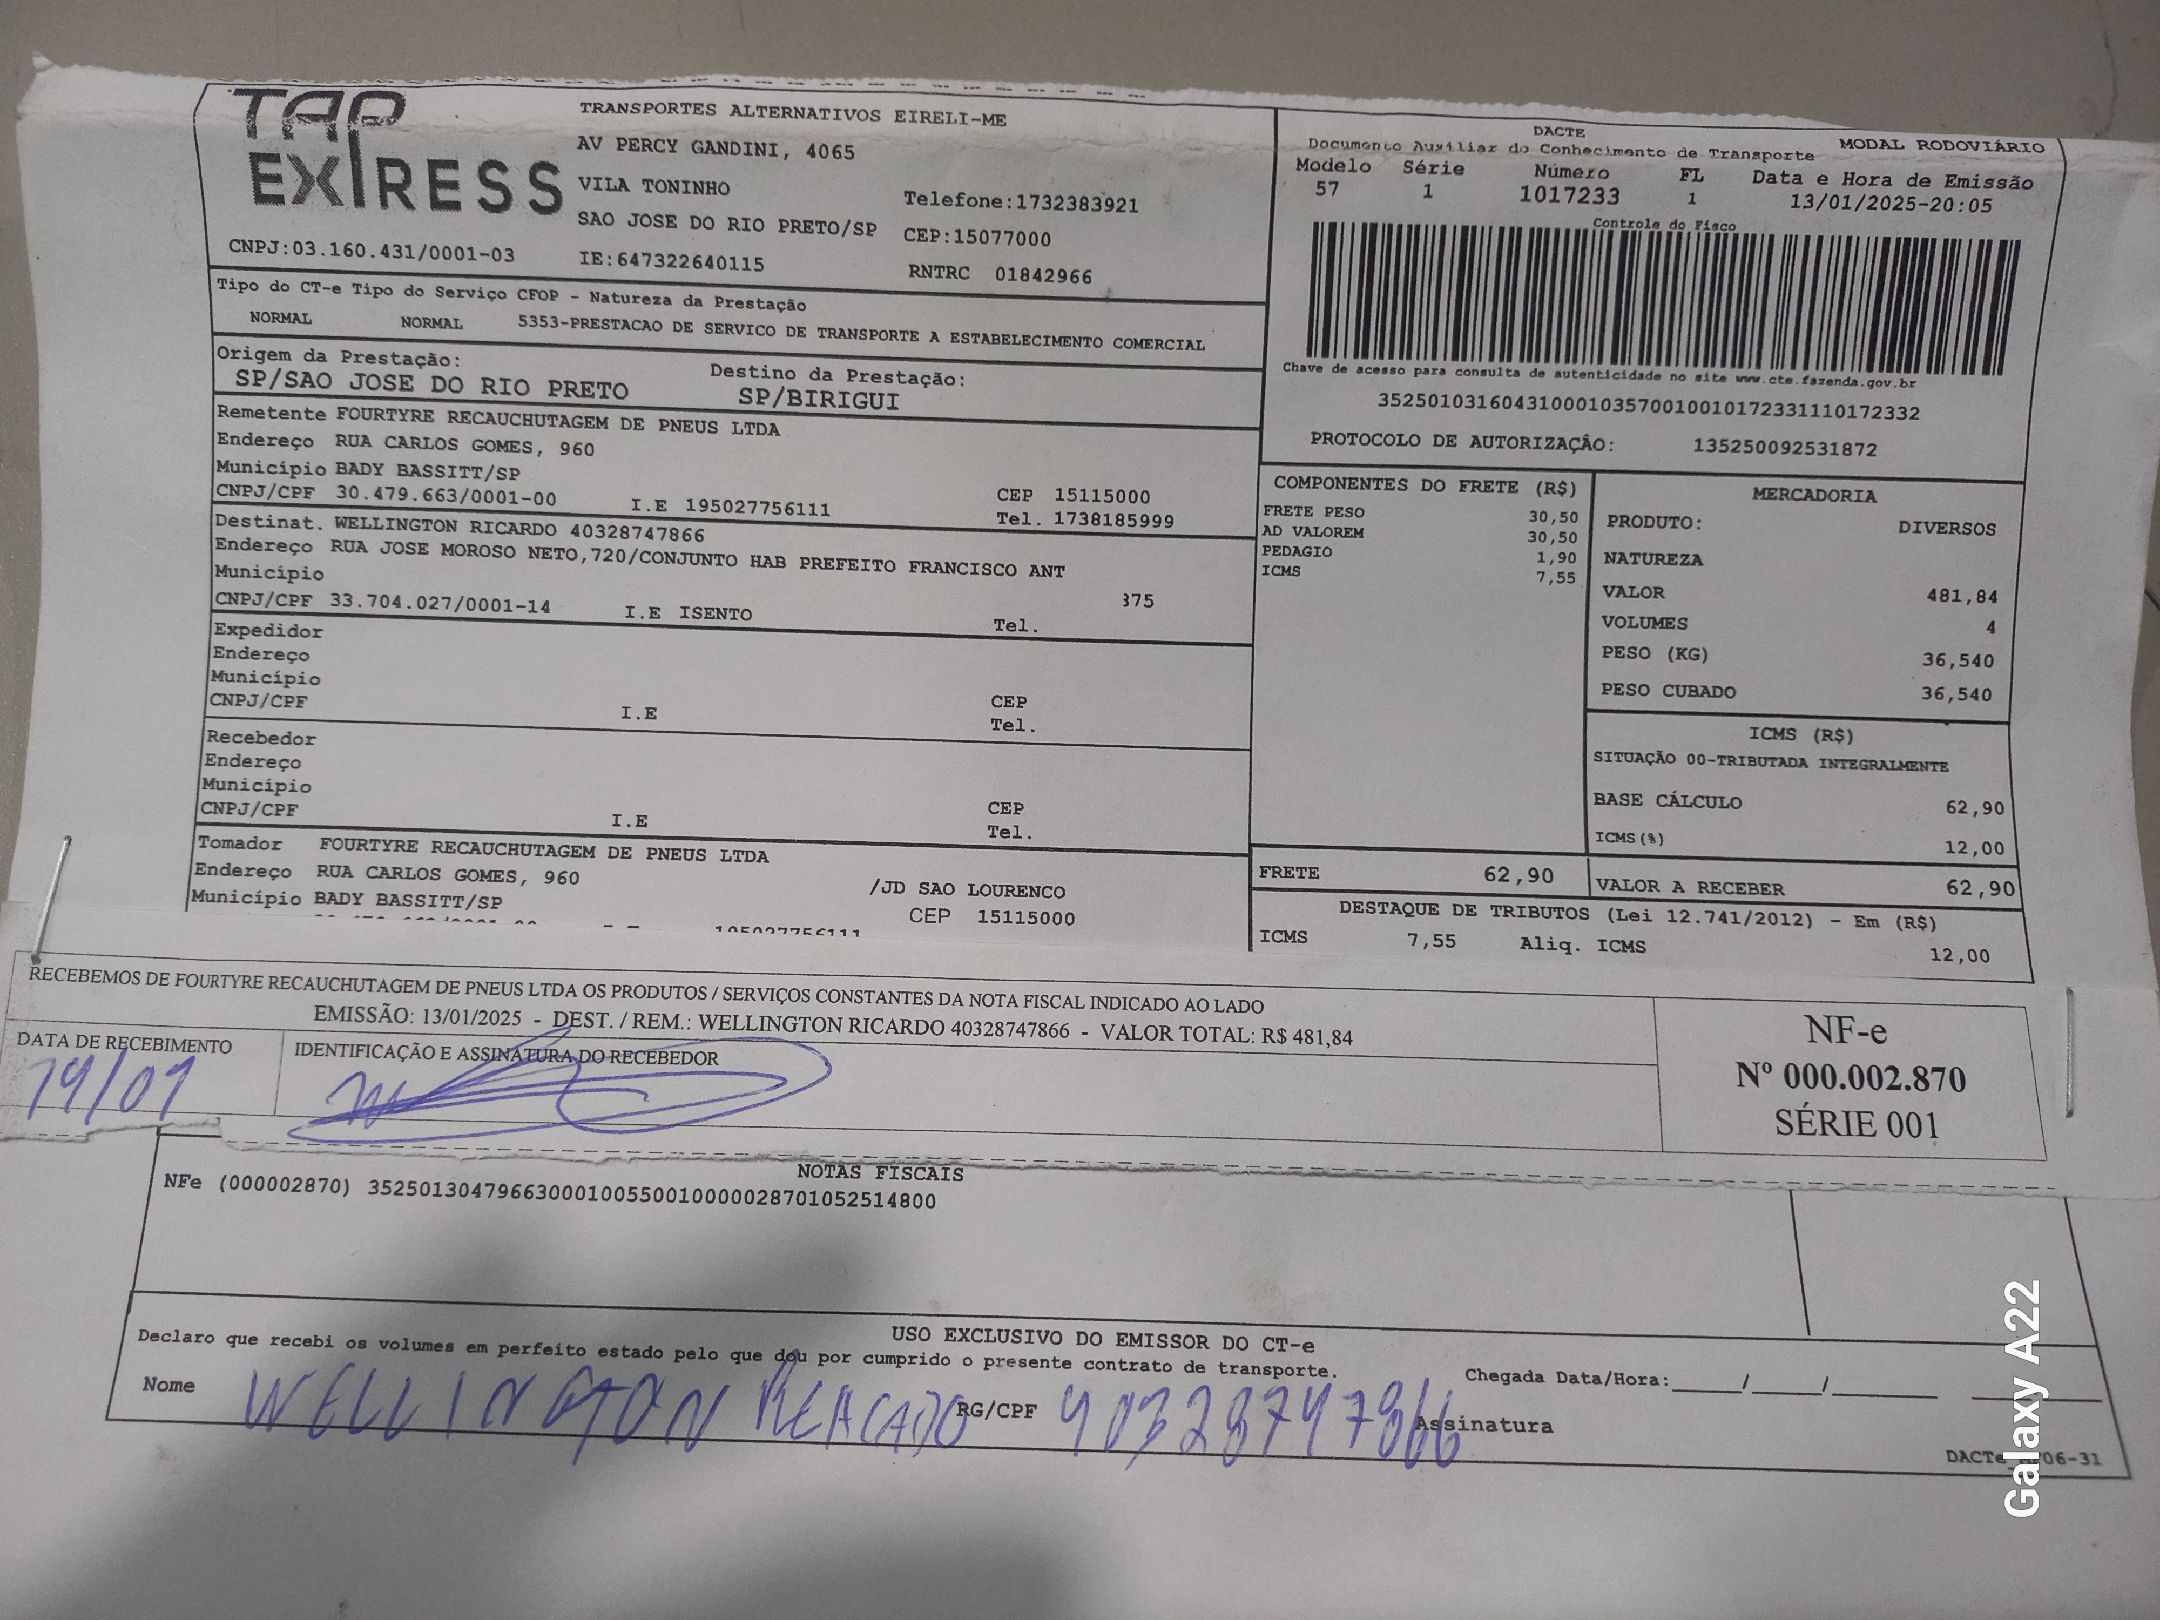 TAP
EXPRESS
CNPJ:03.160.431/0001-03
TRANSPORTES ALTERNATIVOS EIRELI-ME
AV PERCY GANDINI, 4065
VILA TONINHO
SAO JOSE DO RIO PRETO/SP
IE:647322640115
Telefone:1732383921
CEP:15077000
RNTRC 01842966
DACTE
MODAL RODOVIÁRIO
Documento Auxiliar do Conhecimento de Transporte
Modelo Série Número FL Data e Hora de Emissão
57 1 1017233 1 13/01/2025-20:05
Controle do Fisco
Chave de acesso para consulta de autenticidade no site www.cte.fazenda.gov.br
35250103160431000103570010010172331110172332
PROTOCOLO DE AUTORIZAÇÂO: 135250092531872
Tipo do CT-e Tipo do Serviço CFOP - Natureza da Prestação
NORMAL NORMAL 5353-PRESTACAO DE SERVICO DE TRANSPORTE A ESTABELECIMENTO COMERCIAL
Origem da Prestação: Destino da Prestação:
SP/SAO JOSE DO RIO PRETO SP/BIRIGUI
Remetente FOURTYRE RECAUCHUTAGEM DE PNEUS LTDA
Endereço RUA CARLOS GOMES, 960
Município BADY BASSITT/SP CEP 15115000
CNPJ/CPF 30.479.663/0001-00 I.E 195027756111 Tel. 1738185999
Destinat. WELLINGTON RICARDO 40328747866
Endereço RUA JOSE MOROSO NETO,720/CONJUNTO HAB PREFEITO FRANCISCO ANT
Município 375
CNPJ/CPF 33.704.027/0001-14 I.E ISENTO Tel.
Expedidor
Endereço
Município CEP
CNPJ/CPF I.E Tel.
Recebedor
Endereço
Município CEP
CNPJ/CPF I.E Tel.
Tomador FOURTYRE RECAUCHUTAGEM DE PNEUS LTDA
Endereço RUA CARLOS GOMES, 960 /JD SAO LOURENCO
Município BADY BASSITT/SP CEP 15115000
195027756111
COMPONENTES DO FRETE (R$)
FRETE PESO 30,50
AD VALOREM 30,50
PEDAGIO 1,90
ICMS 7,55
MERCADORIA
PRODUTO: DIVERSOS
NATUREZA
VALOR 481,84
VOLUMES 4
PESO (KG) 36,540
PESO CUBADO 36,540
ICMS (R$)
SITUAÇÃO 00-TRIBUTADA INTEGRALMENTE
BASE CÁLCULO 62,90
ICMS(%) 12,00
FRETE 62,90 VALOR A RECEBER 62,90
DESTAQUE DE TRIBUTOS (Lei 12.741/2012) - Em (R$)
ICMS 7,55 Aliq. ICMS 12,00
RECEBEMOS DE FOURTYRE RECAUCHUTAGEM DE PNEUS LTDA OS PRODUTOS / SERVIÇOS CONSTANTES DA NOTA FISCAL INDICADO AO LADO
EMISSÃO: 13/01/2025 - DEST. / REM.: WELLINGTON RICARDO 40328747866 - VALOR TOTAL: R$ 481,84
DATA DE RECEBIMENTO IDENTIFICAÇÃO E ASSINATURA DO RECEBEDOR
NF-e
Nº 000.002.870
SÉRIE 001
NOTAS FISCAIS
NFe (000002870) 35250130479663000100550010000028701052514800
USO EXCLUSIVO DO EMISSOR DO CT-e
Declaro que recebi os volumes em perfeito estado pelo que dou por cumprido o presente contrato de transporte.
Chegada Data/Hora:_____/_____/________
Nome WELLINGTON RG/CPF 40328747866 Assinatura
Galaxy A22